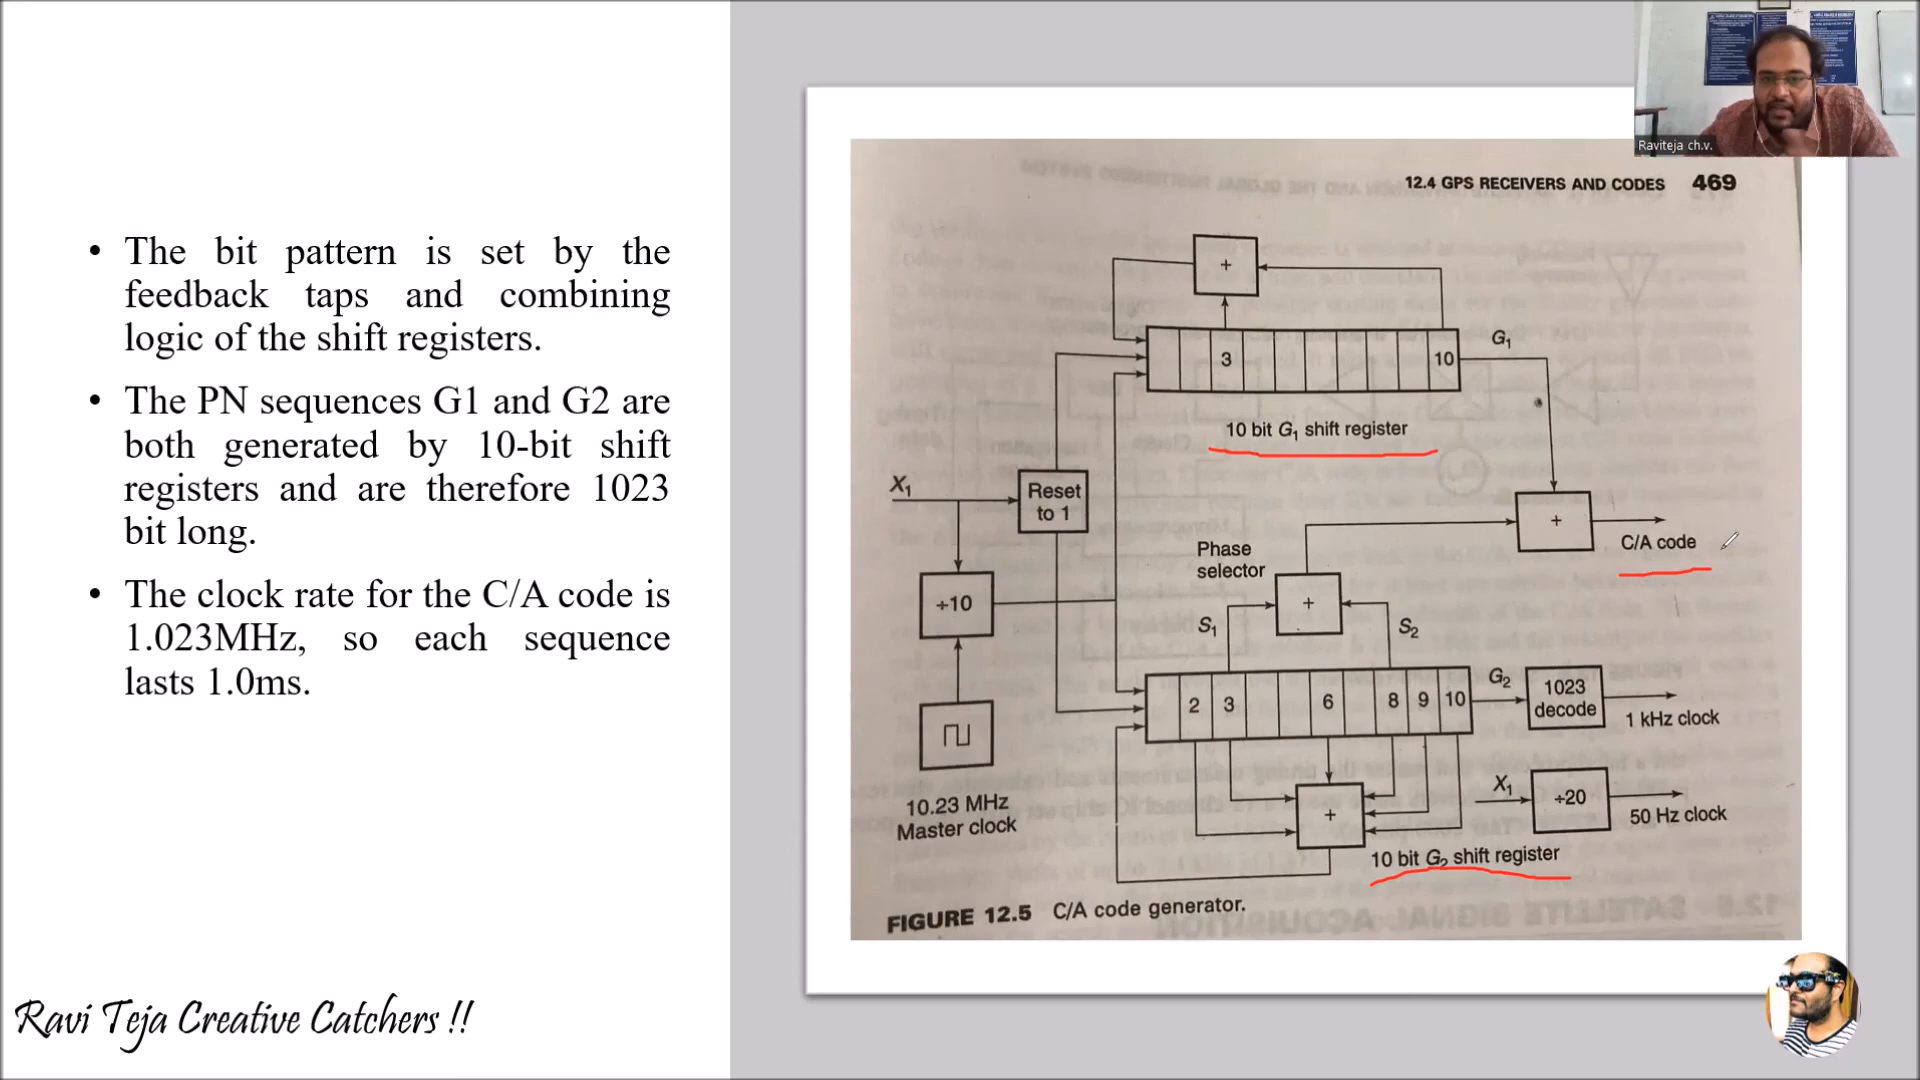 • The bit pattern is set by the
feedback taps and combining
logic of the shift registers.
• The PN sequences G1 and G2 are
both generated by 10-bit shift
registers and are therefore 1023
bit long.
• The clock rate for the C/A code is
1.023MHz, so each sequence
lasts 1.0ms.
Ravi Teja Creative Catchers !!
Raviteja ch.v.
12.4 GPS RECEIVERS AND CODES 469
+
3 10
G₁
10 bit G₁ shift register
X₁
Reset
to 1
+
C/A code
Phase
selector
÷10
+
S₁
S₂
2 3 6 8 9 10
G₂
1023
decode
1 kHz clock
10.23 MHz
Master clock
+
X₁
÷20
50 Hz clock
10 bit G₂ shift register
FIGURE 12.5 C/A code generator.